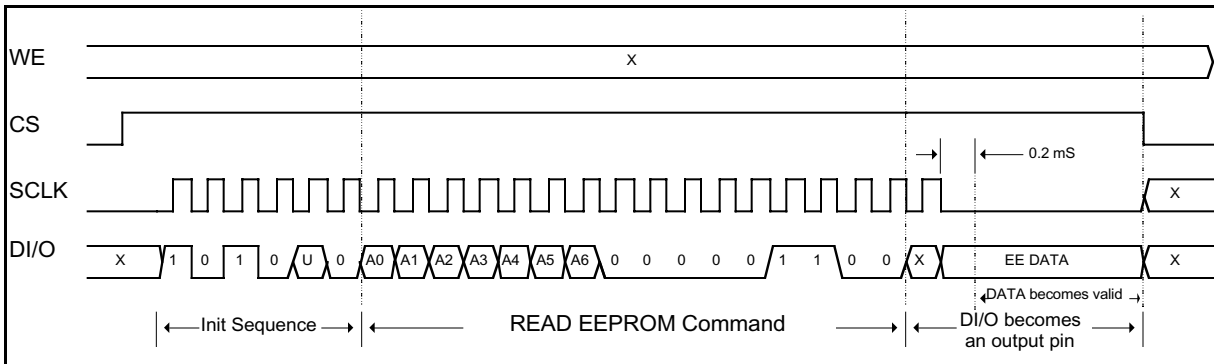 WE
X
CS
0.2 mS
SCLK
X
DI/O
X 1 0 1 0 U 0 A0 A1 A2 A3 A4 A5 A6 0 0 0 0 0 1 1 0 0 X EE DATA X
DATA becomes valid
Init Sequence
READ EEPROM Command
DI/O becomes
an output pin